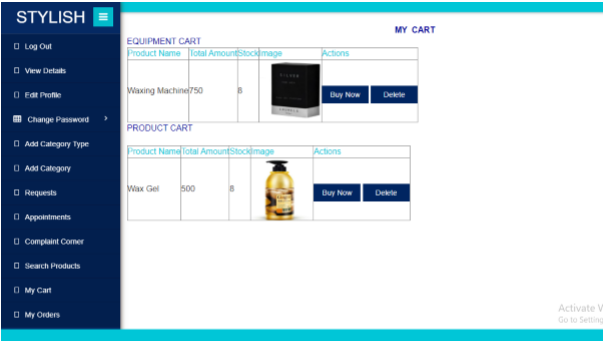 STYLISH
Log Out
View Details
Edit Profile
Change Password
Add Category Type
Add Category
Requests
Appointments
Complaint Corner
Search Products
My Cart
My Orders
MY CART
EQUIPMENT CART
Product Name Total Amount Stock Image Actions
Waxing Machine 750 8 Buy Now Delete
PRODUCT CART
Product Name Total Amount Stock Image Actions
Wax Gel 500 8 Buy Now Delete
Activate
Go to Setting